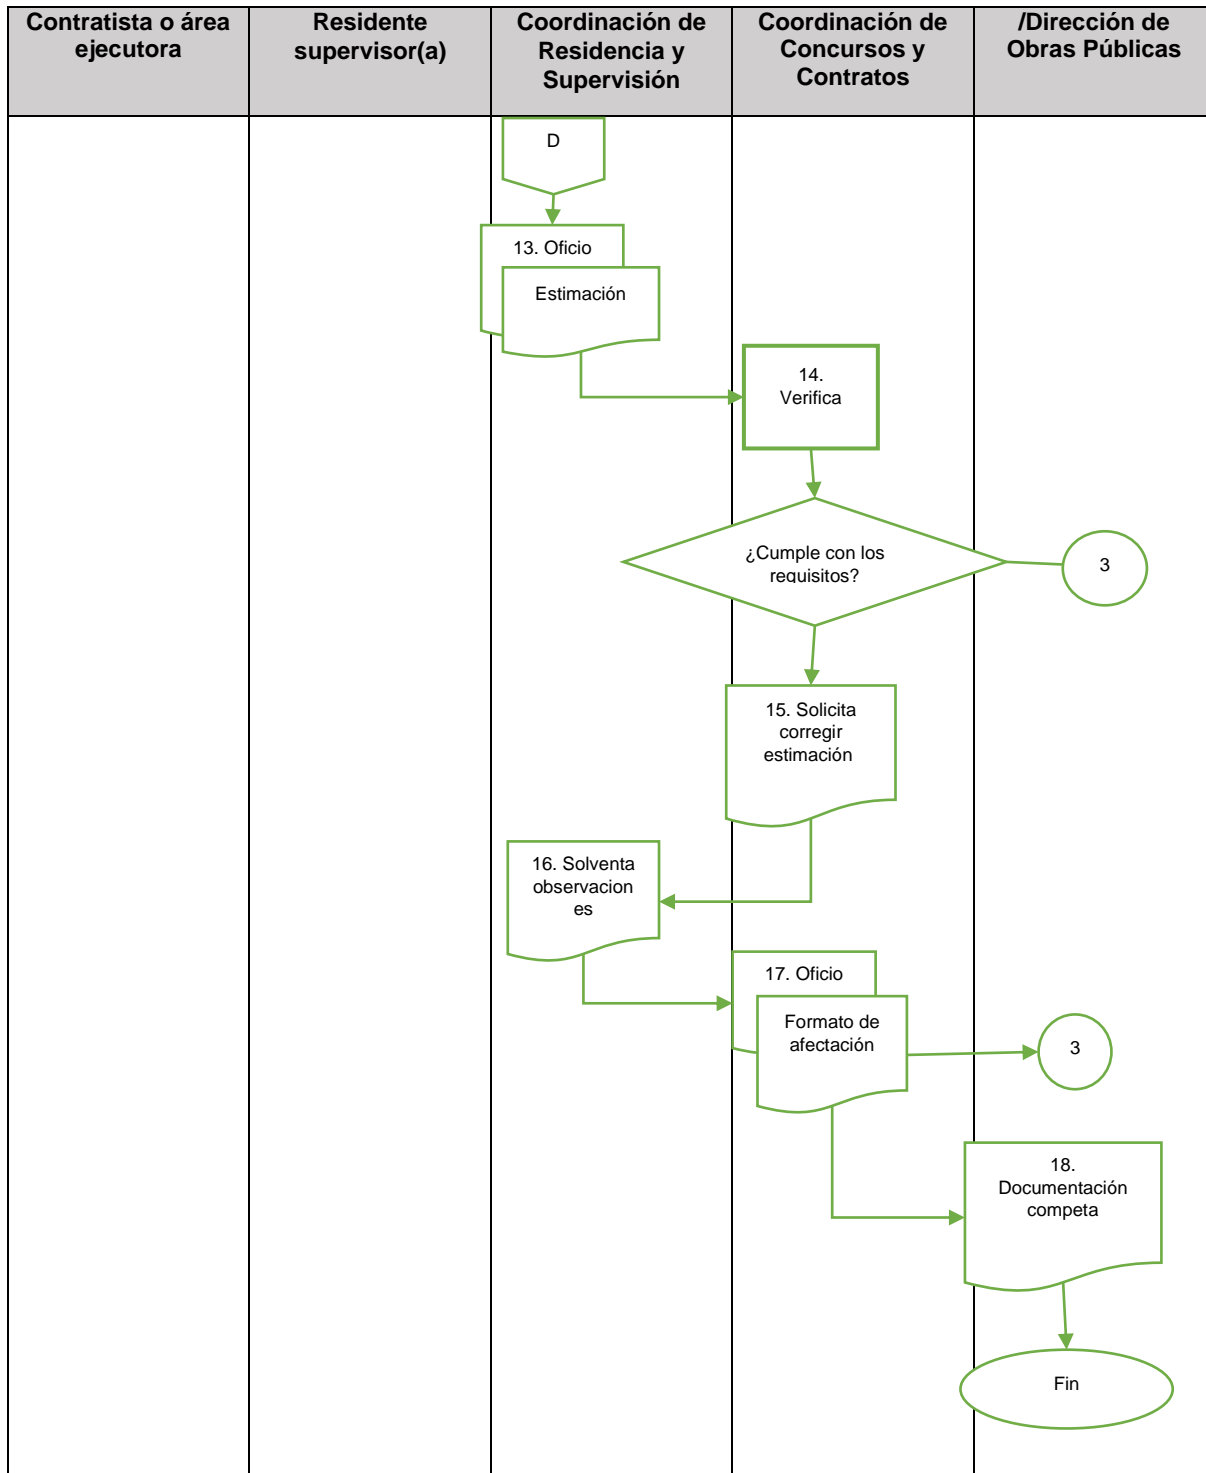 Contratista o área
ejecutora
Residente
supervisor(a)
Coordinación de
Residencia y
Supervisión
Coordinación de
Concursos y
Contratos
/Dirección de
Obras Públicas
D
13. Oficio
Estimación
14.
Verifica
¿Cumple con los
requisitos?
3
15. Solicita
corregir
estimación
16. Solventa
observacion
es
17. Oficio
Formato de
afectación
3
18.
Documentación
competa
Fin